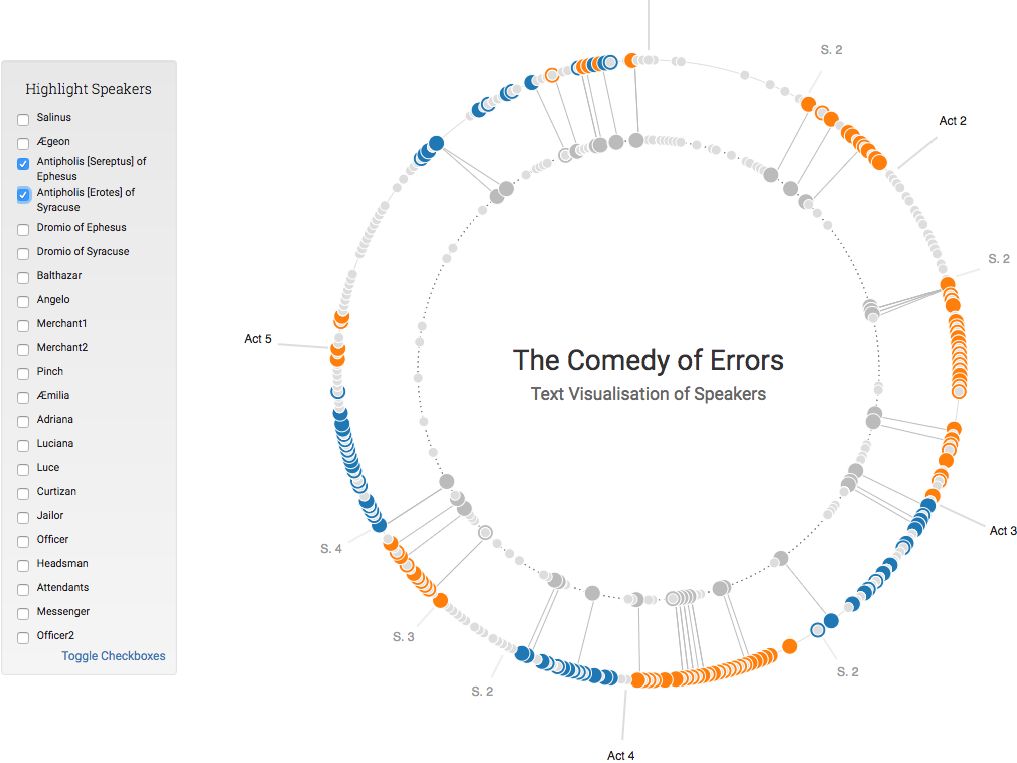 Highlight Speakers
Salinus
Ægeon
Antipholis [Sereptus] of
Ephesus
Antipholis [Erotes] of
Syracuse
Dromio of Ephesus
Dromio of Syracuse
Balthazar
Angelo
Merchant1
Merchant2
Pinch
Æmilia
Adriana
Luciana
Luce
Curtizan
Jailor
Officer
Headsman
Attendants
Messenger
Officer2
Toggle Checkboxes
S. 2
Act 2
S. 2
Act 5
The Comedy of Errors
Text Visualisation of Speakers
Act 3
S. 4
S. 3
S. 2
S. 2
Act 4